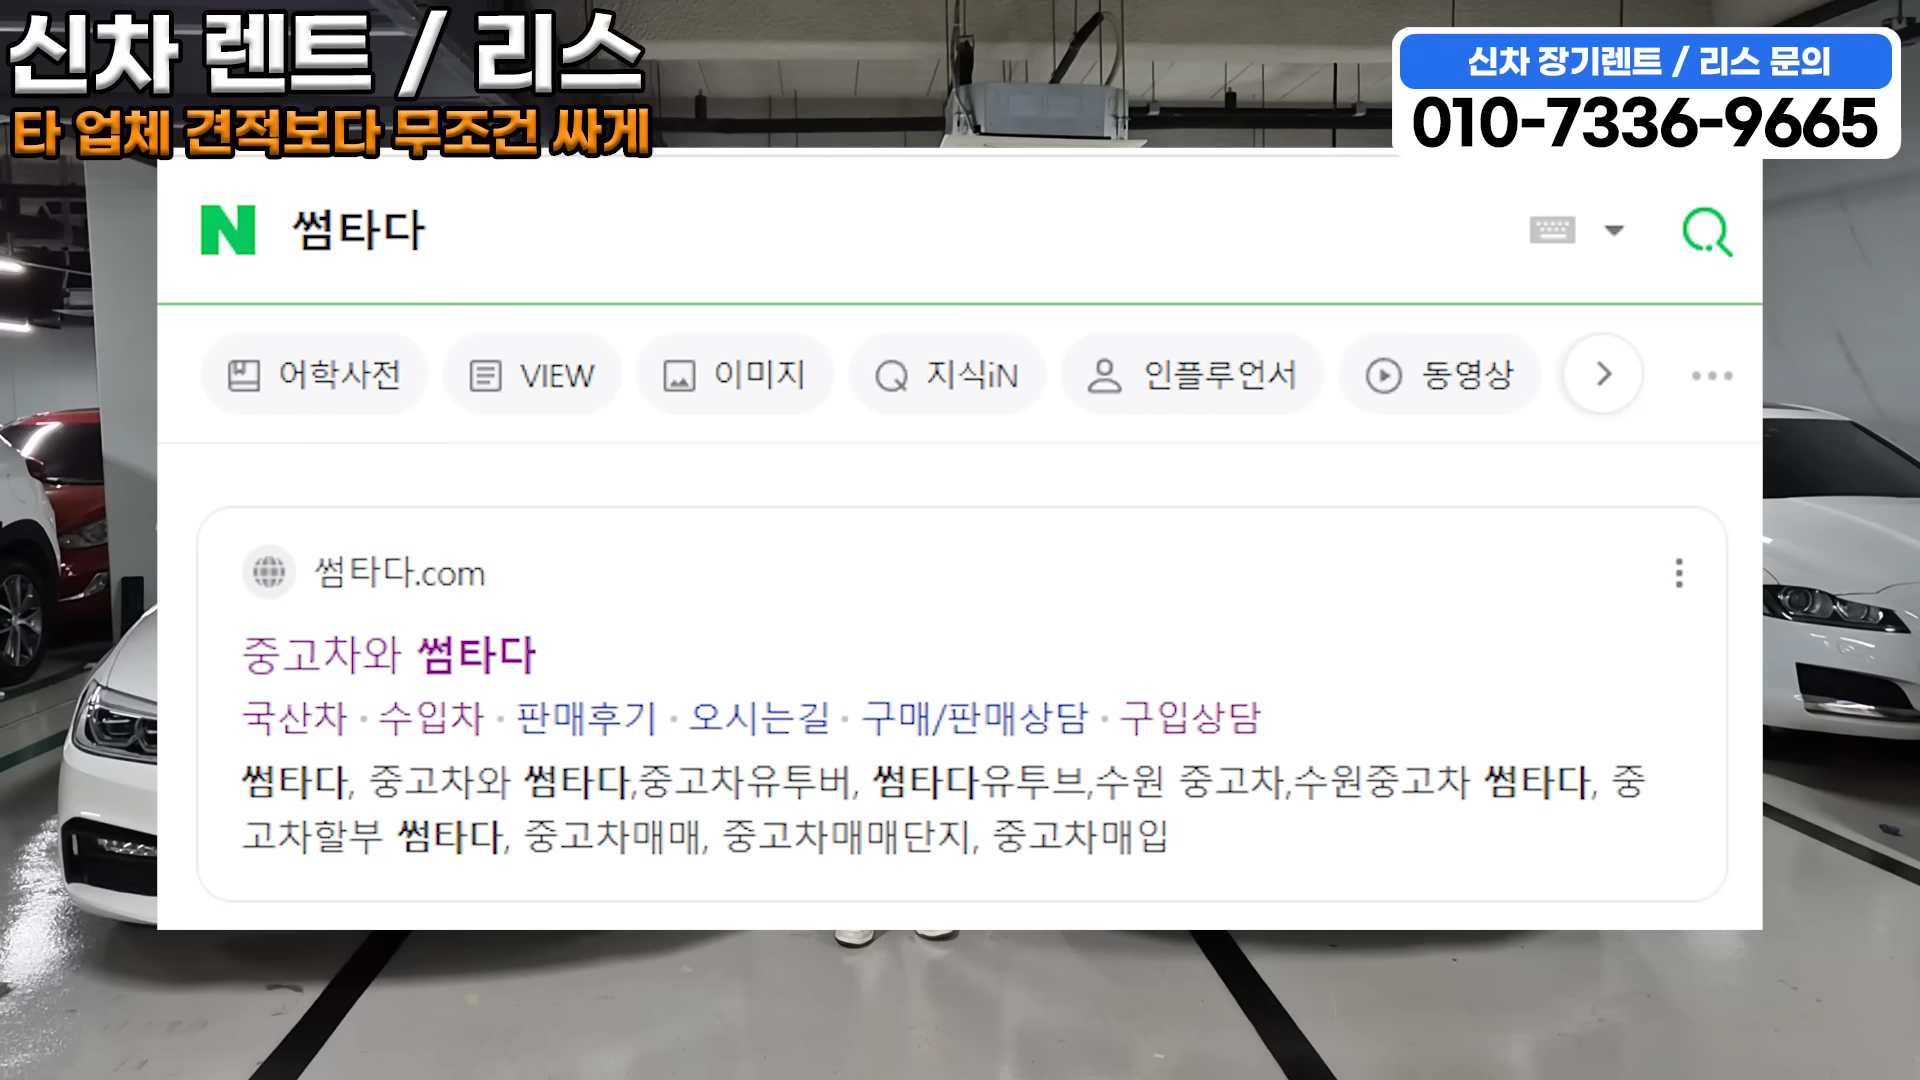 신차 렌트 / 리스
타 업체 견적보다 무조건 싸게
신차 장기렌트 / 리스 문의
010-7336-9665
N 썸타다
어학사전 VIEW 이미지 지식iN 인플루언서 동영상
썸타다.com
중고차와 썸타다
국산차 · 수입차 · 판매후기 · 오시는길 · 구매/판매상담 · 구입상담
썸타다, 중고차와 썸타다,중고차유투버, 썸타다유투브,수원 중고차,수원중고차 썸타다, 중
고차할부 썸타다, 중고차매매, 중고차매매단지, 중고차매입